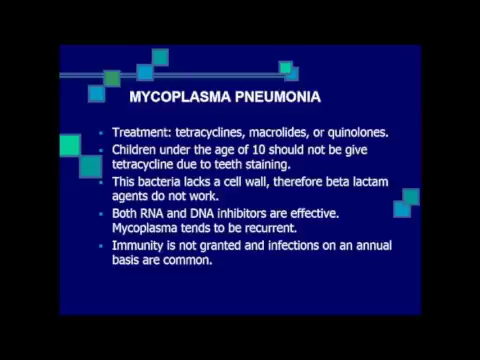 MYCOPLASMA PNEUMONIA
Treatment: tetracyclines, macrolides, or quinolones.
Children under the age of 10 should not be give
tetracycline due to teeth staining.
This bacteria lacks a cell wall, therefore beta lactam
agents do not work.
Both RNA and DNA inhibitors are effective.
Mycoplasma tends to be recurrent.
Immunity is not granted and infections on an annual
basis are common.